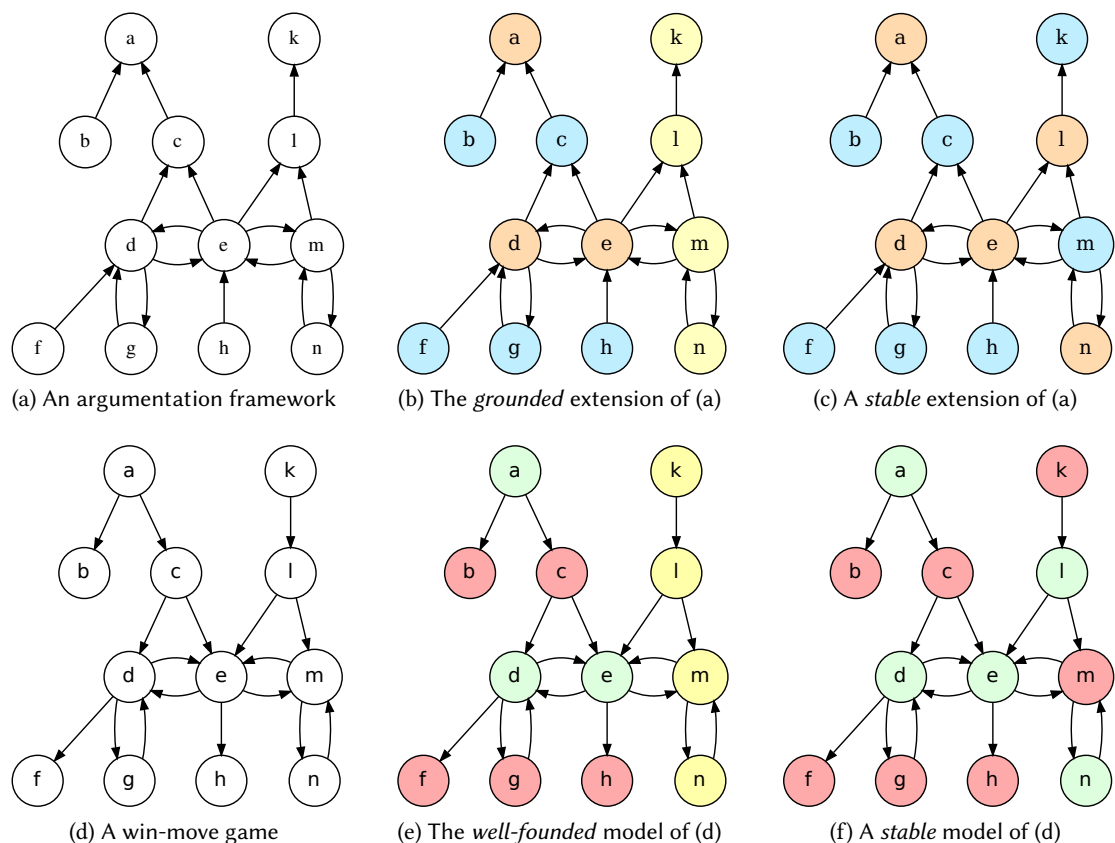 a k a k a k
b c l b c l b c l
d e m d e m d e m
f g h n f g h n f g h n
(a) An argumentation framework (b) The grounded extension of (a) (c) A stable extension of (a)
a k a k a k
b c l b c l b c l
d e m d e m d e m
f g h n f g h n f g h n
(d) A win-move game (e) The well-founded model of (d) (f) A stable model of (d)